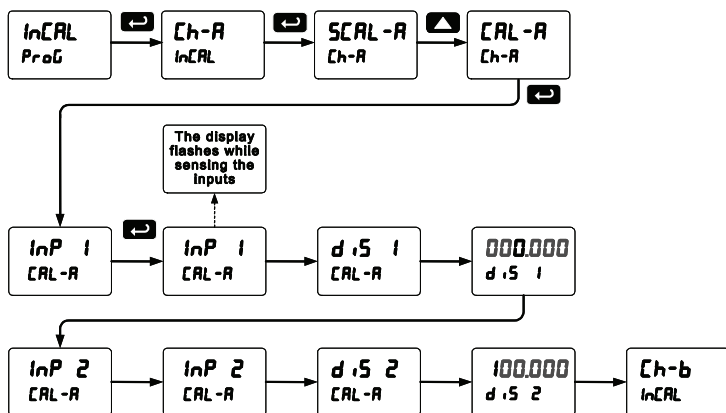 InCAL
ProG
Ch-A
InCAL
SCAL-A
Ch-A
CAL-A
Ch-A
The display
flashes while
sensing the
inputs
InP 1
CAL-A
InP 1
CAL-A
diS 1
CAL-A
000.000
diS 1
InP 2
CAL-A
InP 2
CAL-A
diS 2
CAL-A
100.000
diS 2
Ch-b
InCAL